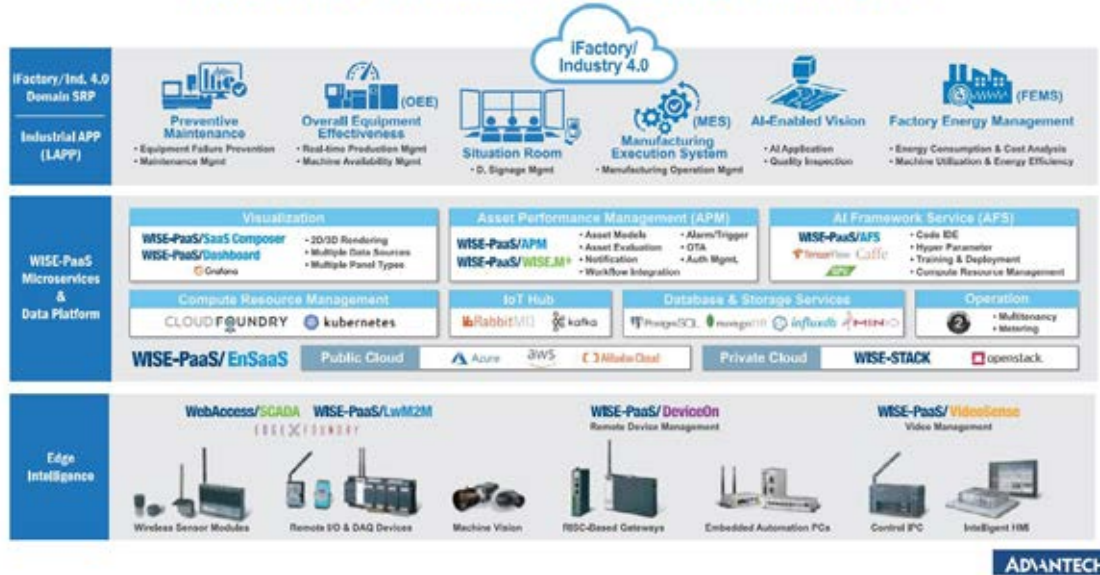 iFactory/
Industry 4.0
iFactory/Ind. 4.0
Domain SRP
Industrial APP
(I.APP)
Preventive
Maintenance
• Equipment Failure Prevention
• Maintenance Mgmt
(OEE)
Overall Equipment
Effectiveness
• Real-time Production Mgmt
• Machine Availability Mgmt
Situation Room
• D. Signage Mgmt
(MES)
Manufacturing
Execution System
• Manufacturing Operation Mgmt
AI-Enabled Vision
• AI Application
• Quality Inspection
(FEMS)
Factory Energy Management
• Energy Consumption & Cost Analysis
• Machine Utilization & Energy Efficiency
WISE-PaaS
Microservices
&
Data Platform
Visualization
WISE-PaaS/SaaS Composer
WISE-PaaS/Dashboard
Grafana
• 2D/3D Rendering
• Multiple Data Sources
• Multiple Panel Types
Asset Performance Management (APM)
WISE-PaaS/APM
WISE-PaaS/WISE.M+
• Asset Models
• Asset Evaluation
• Notification
• Workflow Integration
• Alarm/Trigger
• OTA
• Auth Mgmt.
AI Framework Service (AFS)
WISE-PaaS/AFS
TensorFlow Caffe
• Code IDE
• Hyper Parameter
• Training & Deployment
• Compute Resource Management
Compute Resource Management
CLOUDFOUNDRY kubernetes
IoT Hub
RabbitMQ kafka
Database & Storage Services
PostgreSQL mongoDB influxdb MINIO
Operation
2
• Multitenancy
• Metering
WISE-PaaS/EnSaaS
Public Cloud
Azure aws Alibaba Cloud
Private Cloud
WISE-STACK openstack.
Edge
Intelligence
WebAccess/SCADA WISE-PaaS/LwM2M
EDGE X FOUNDRY
WISE-PaaS/DeviceOn
Remote Device Management
WISE-PaaS/VideoSense
Video Management
Wireless Sensor Modules
Remote I/O & DAQ Devices
Machine Vision
RISC-Based Gateways
Embedded Automation PCs
Control IPC
Intelligent HMI
ADVANTECH